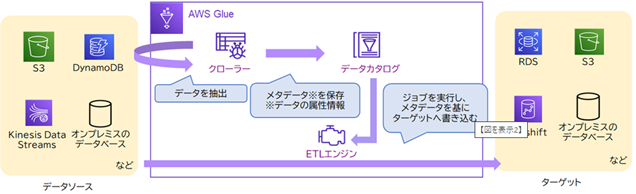 AWS Glue
S3
DynamoDB
Kinesis Data
Streams
オンプレミスの
データベース
など
データソース
クローラー
データカタログ
データを抽出
メタデータ※を保存
※データの属性情報
ジョブを実行し、
メタデータを基に
ターゲットへ書き込む
ETLエンジン
RDS
S3
【図を表示2】
shift
オンプレミスの
データベース
など
ターゲット